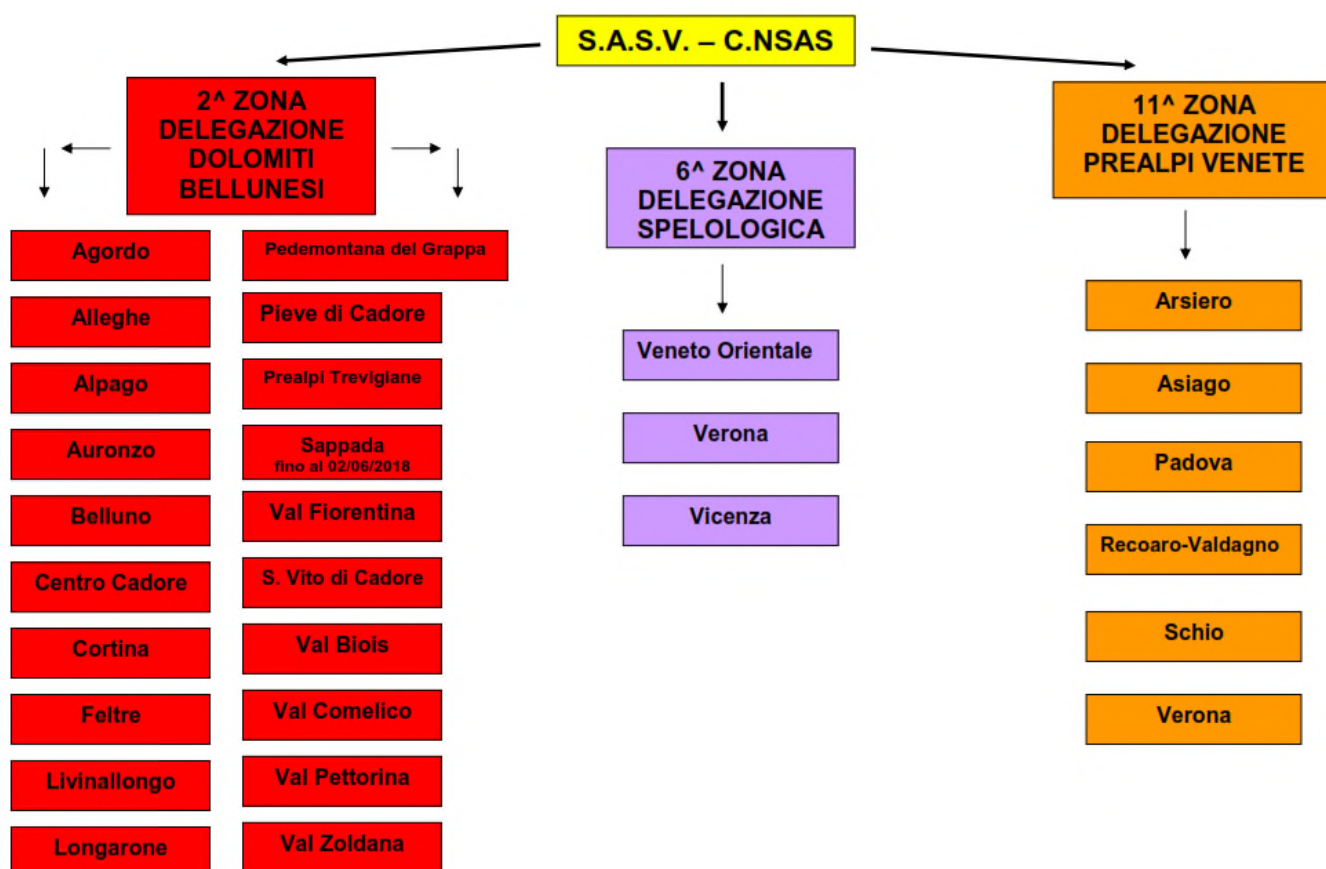 S.A.S.V. – C.NSAS
2^ ZONA
DELEGAZIONE
DOLOMITI
BELLUNESI
Agordo
Alleghe
Alpago
Auronzo
Belluno
Centro Cadore
Cortina
Feltre
Livinallongo
Longarone
Pedemontana del Grappa
Pieve di Cadore
Prealpi Trevigiane
Sappada
fino al 02/06/2018
Val Fiorentina
S. Vito di Cadore
Val Biois
Val Comelico
Val Pettorina
Val Zoldana
6^ ZONA
DELEGAZIONE
SPELOLOGICA
Veneto Orientale
Verona
Vicenza
11^ ZONA
DELEGAZIONE
PREALPI VENETE
Arsiero
Asiago
Padova
Recoaro-Valdagno
Schio
Verona